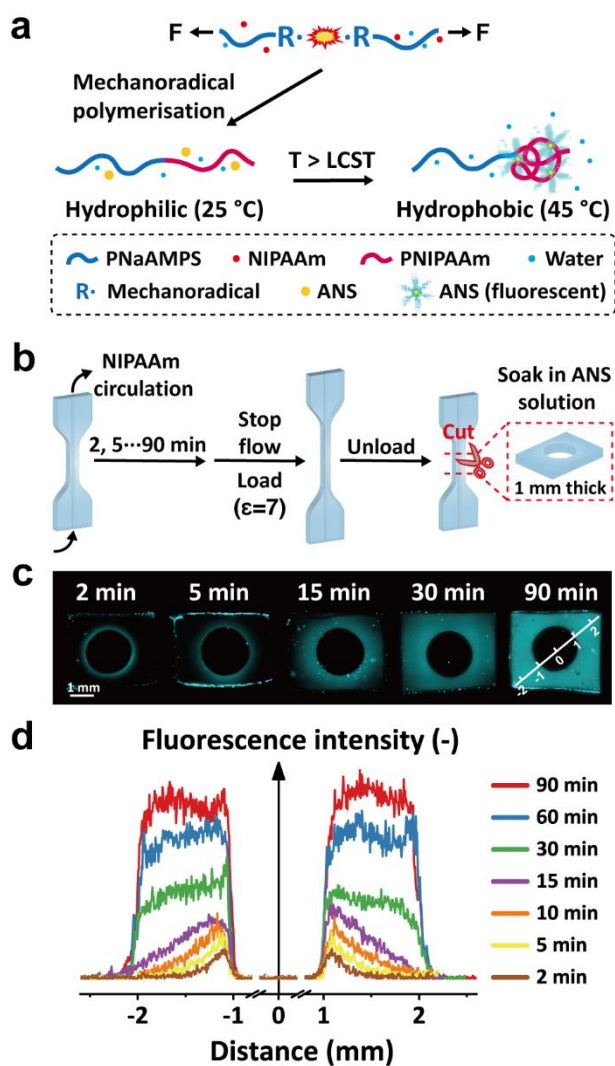 a
F R· ·R F
Mechanoradical
polymerisation
T > LCST
Hydrophilic (25 °C) Hydrophobic (45 °C)
PNaAMPS NIPAAm PNIPAAm Water
R· Mechanoradical ANS ANS (fluorescent)
b
NIPAAm
circulation
2, 5···90 min
Stop
flow
Load
(ε=7)
Unload
Cut
Soak in ANS
solution
1 mm thick
c
2 min 5 min 15 min 30 min 90 min
1 mm
-2 -1 0 1 2
d
Fluorescence intensity (-)
90 min
60 min
30 min
15 min
10 min
5 min
2 min
-2 -1 0 1 2
Distance (mm)